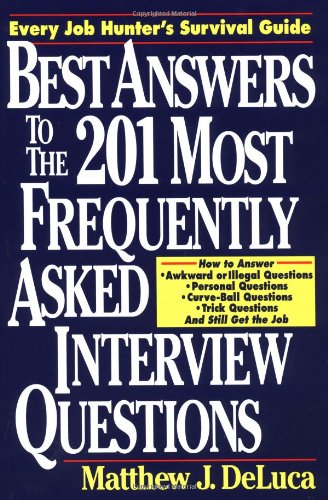 Every Job Hunter's Survival Guide
BEST ANSWERS
TO THE 201 MOST
FREQUENTLY
ASKED
INTERVIEW
QUESTIONS
How to Answer
•Awkward or Illegal Questions
•Personal Questions
•Curve-Ball Questions
•Trick Questions
And Still Get the Job
Matthew J. DeLuca